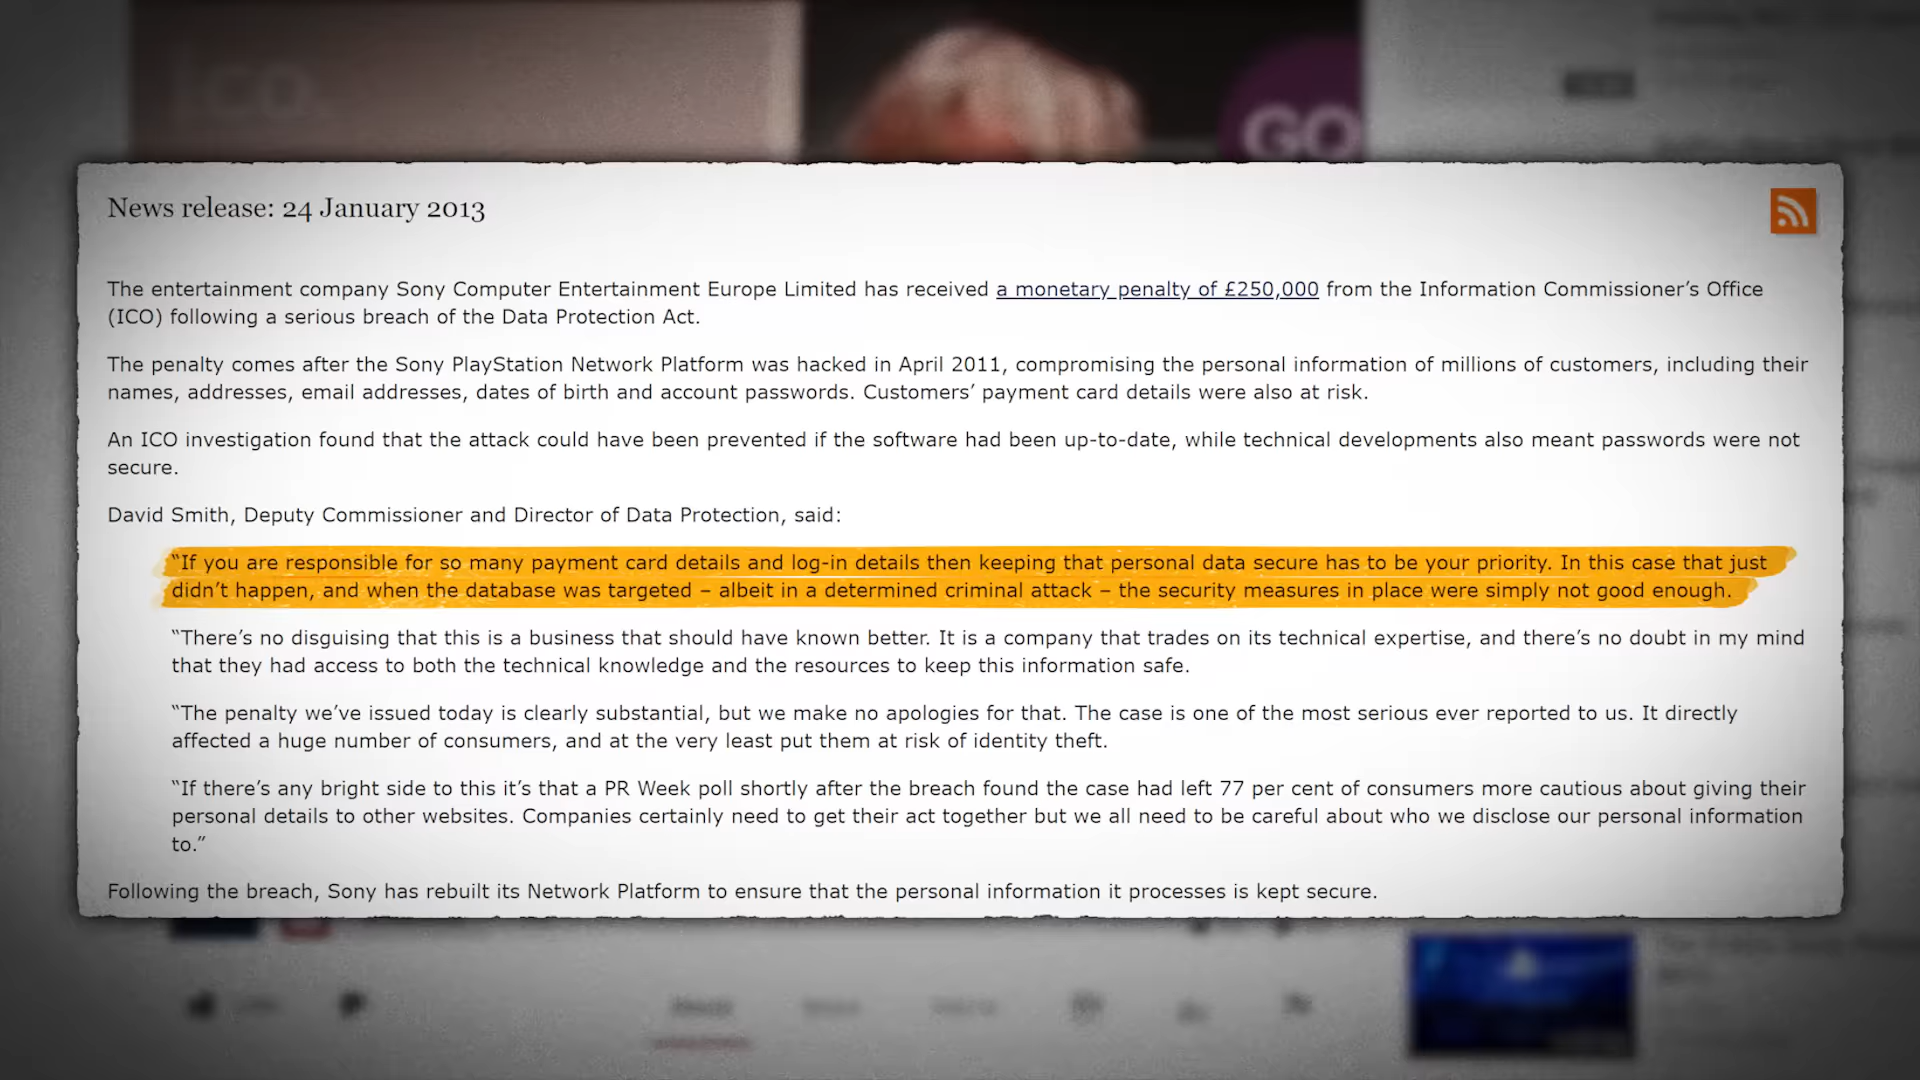 ICO.
GO
News release: 24 January 2013
The entertainment company Sony Computer Entertainment Europe Limited has received a monetary penalty of £250,000 from the Information Commissioner’s Office
(ICO) following a serious breach of the Data Protection Act.
The penalty comes after the Sony PlayStation Network Platform was hacked in April 2011, compromising the personal information of millions of customers, including their
names, addresses, email addresses, dates of birth and account passwords. Customers’ payment card details were also at risk.
An ICO investigation found that the attack could have been prevented if the software had been up-to-date, while technical developments also meant passwords were not
secure.
David Smith, Deputy Commissioner and Director of Data Protection, said:
“If you are responsible for so many payment card details and log-in details then keeping that personal data secure has to be your priority. In this case that just
didn’t happen, and when the database was targeted – albeit in a determined criminal attack – the security measures in place were simply not good enough.
“There’s no disguising that this is a business that should have known better. It is a company that trades on its technical expertise, and there’s no doubt in my mind
that they had access to both the technical knowledge and the resources to keep this information safe.
“The penalty we’ve issued today is clearly substantial, but we make no apologies for that. The case is one of the most serious ever reported to us. It directly
affected a huge number of consumers, and at the very least put them at risk of identity theft.
“If there’s any bright side to this it’s that a PR Week poll shortly after the breach found the case had left 77 per cent of consumers more cautious about giving their
personal details to other websites. Companies certainly need to get their act together but we all need to be careful about who we disclose our personal information
to.”
Following the breach, Sony has rebuilt its Network Platform to ensure that the personal information it processes is kept secure.